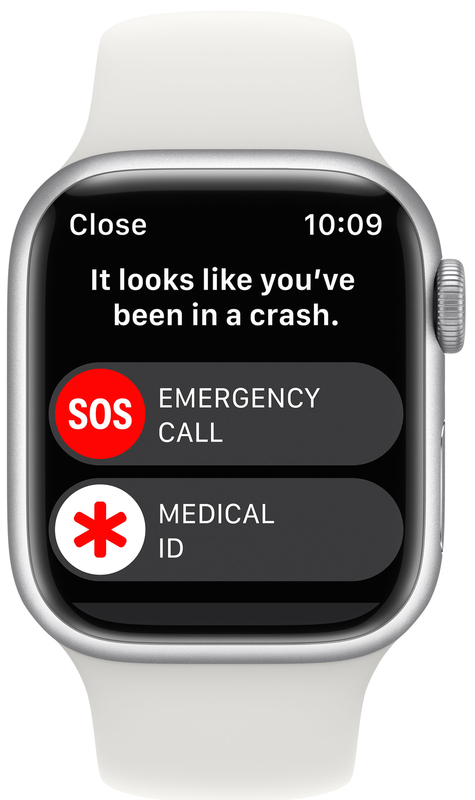 Close 10:09
It looks like you’ve
been in a crash.
SOS EMERGENCY
CALL
MEDICAL
ID